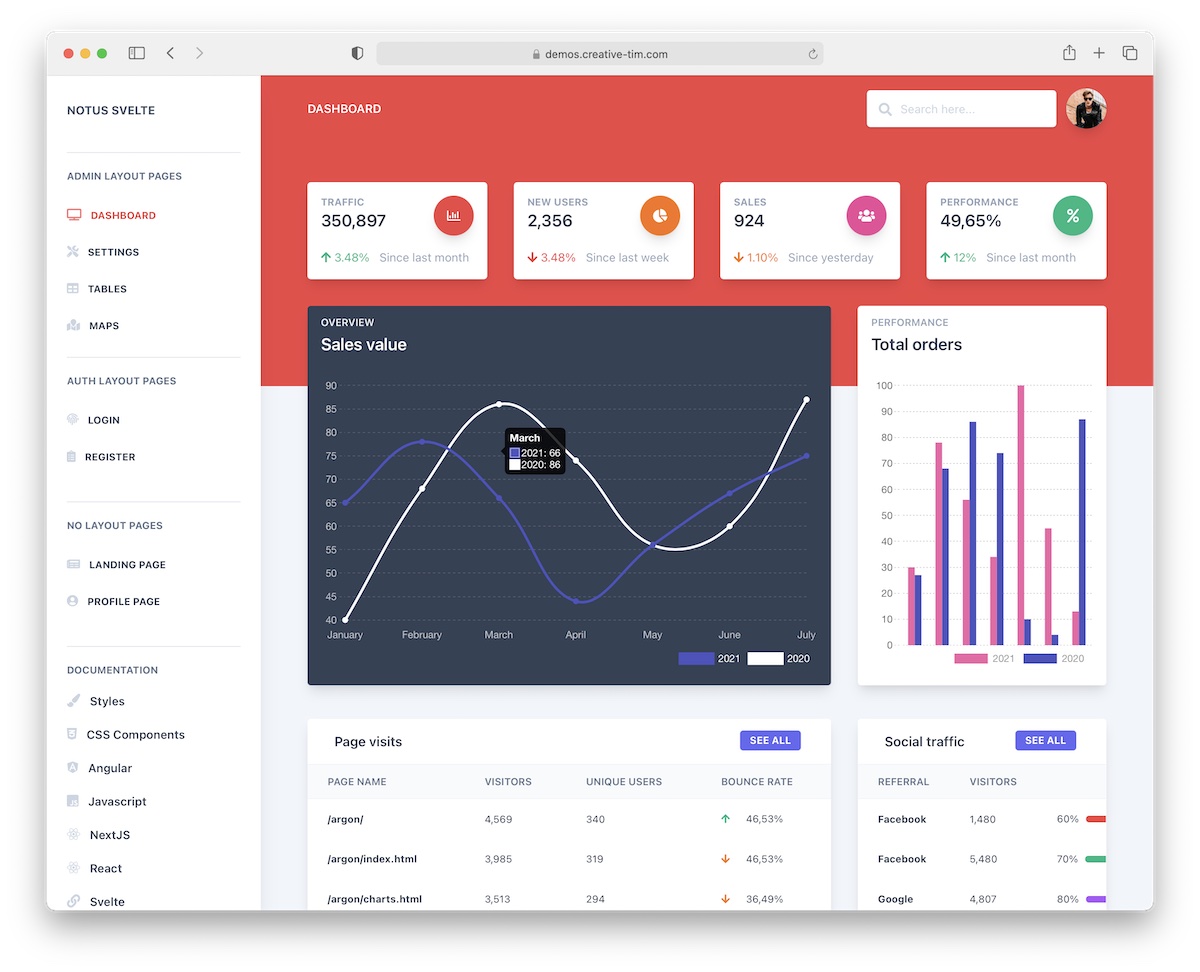 demos.creative-tim.com
NOTUS SVELTE
ADMIN LAYOUT PAGES
DASHBOARD
SETTINGS
TABLES
MAPS
AUTH LAYOUT PAGES
LOGIN
REGISTER
NO LAYOUT PAGES
LANDING PAGE
PROFILE PAGE
DOCUMENTATION
Styles
CSS Components
Angular
Javascript
NextJS
React
Svelte
DASHBOARD
Search here...
TRAFFIC
350,897
3.48% Since last month
NEW USERS
2,356
3.48% Since last week
SALES
924
1.10% Since yesterday
PERFORMANCE
49,65%
12% Since last month
OVERVIEW
Sales value
90
85
80
75
70
65
60
55
50
45
40
March
2021: 66
2020: 86
January February March April May June July
2021 2020
PERFORMANCE
Total orders
100
90
80
70
60
50
40
30
20
10
0
2021 2020
Page visits SEE ALL
PAGE NAME VISITORS UNIQUE USERS BOUNCE RATE
/argon/ 4,569 340 46,53%
/argon/index.html 3,985 319 46,53%
/argon/charts.html 3,513 294 36,49%
Social traffic SEE ALL
REFERRAL VISITORS
Facebook 1,480 60%
Facebook 5,480 70%
Google 4,807 80%